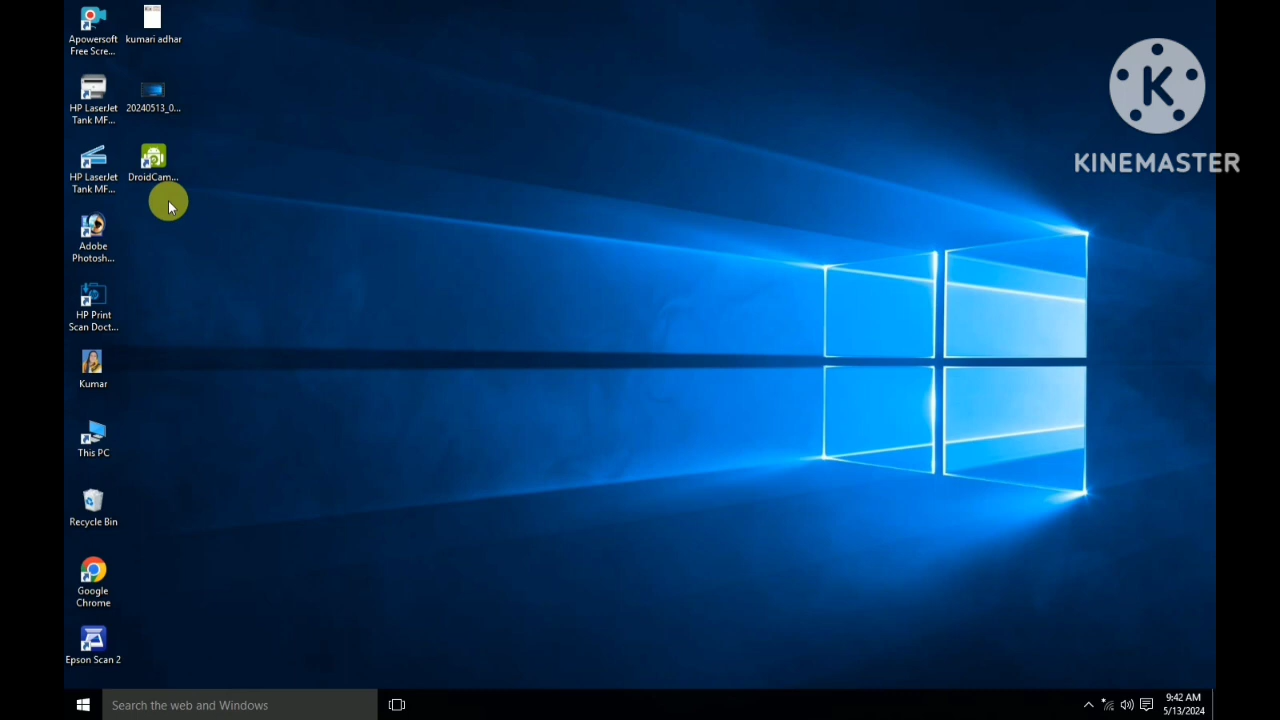 Apowersoft
Free Scre...
kumari adhar
HP LaserJet
Tank MF...
20240513_0...
HP LaserJet
Tank MF...
DroidCam...
Adobe
Photosh...
HP Print
Scan Doct...
Kumar
This PC
Recycle Bin
Google
Chrome
Epson Scan 2
K
KINEMASTER
Search the web and Windows
9:42 AM
5/13/2024